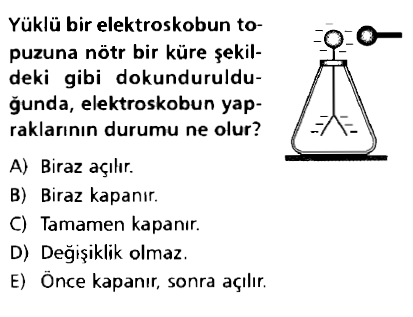 Yüklü bir elektroskobun to-
puzuna nötr bir küre şekil-
deki gibi dokunduruldu-
ğunda, elektroskobun yap-
raklarının durumu ne olur?
A) Biraz açılır.
B) Biraz kapanır.
C) Tamamen kapanır.
D) Değişiklik olmaz.
E) Önce kapanır, sonra açılır.